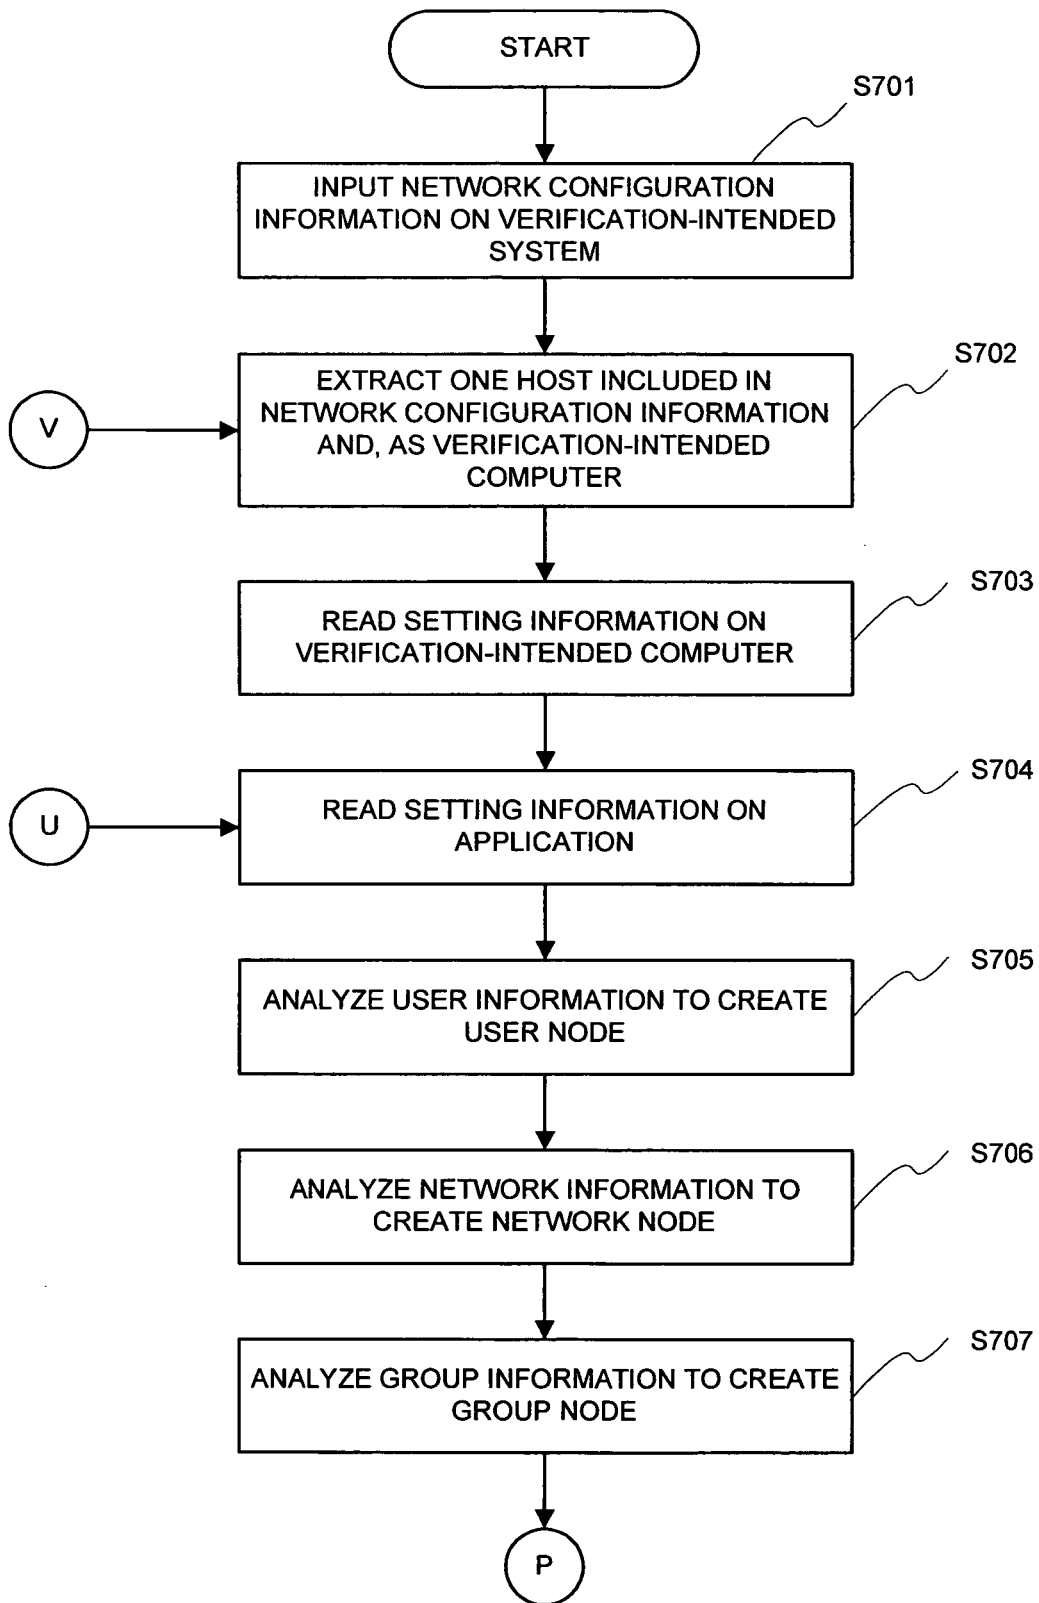 START
S701
INPUT NETWORK CONFIGURATION
INFORMATION ON VERIFICATION-INTENDED
SYSTEM
S702
EXTRACT ONE HOST INCLUDED IN
NETWORK CONFIGURATION INFORMATION
AND, AS VERIFICATION-INTENDED
COMPUTER
V
S703
READ SETTING INFORMATION ON
VERIFICATION-INTENDED COMPUTER
S704
READ SETTING INFORMATION ON
APPLICATION
U
S705
ANALYZE USER INFORMATION TO CREATE
USER NODE
S706
ANALYZE NETWORK INFORMATION TO
CREATE NETWORK NODE
S707
ANALYZE GROUP INFORMATION TO CREATE
GROUP NODE
P